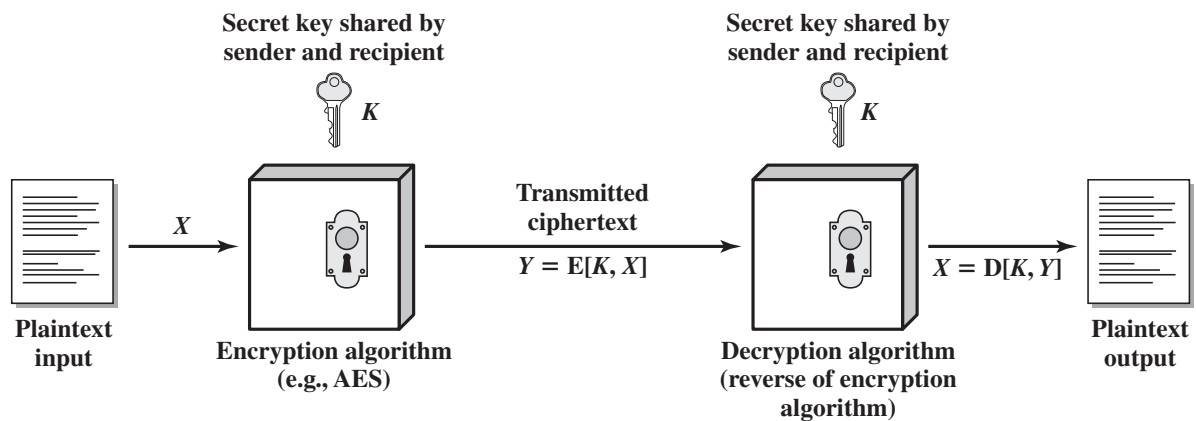 Secret key shared by
sender and recipient
K
Secret key shared by
sender and recipient
K
X
Transmitted
ciphertext
Y = E[K, X]
X = D[K, Y]
Plaintext
input
Encryption algorithm
(e.g., AES)
Decryption algorithm
(reverse of encryption
algorithm)
Plaintext
output